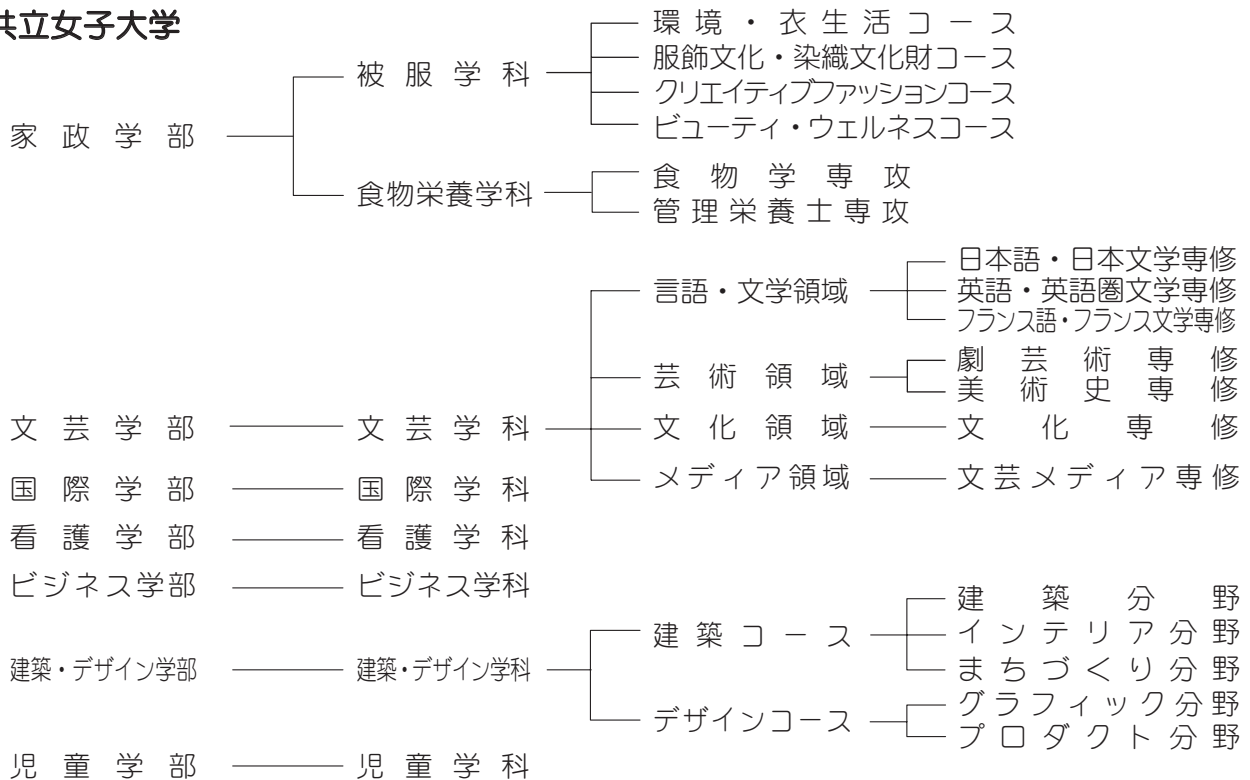 共立女子大学
家政学部
被服学科
環境・衣生活コース
服飾文化・染織文化財コース
クリエイティブファッションコース
ビューティ・ウェルネスコース
食物栄養学科
食物学専攻
管理栄養士専攻
文芸学部
文芸学科
言語・文学領域
日本語・日本文学専修
英語・英語圏文学専修
フランス語・フランス文学専修
芸術領域
劇芸術専修
美術史専修
文化領域
文化専修
メディア領域
文芸メディア専修
国際学部
国際学科
看護学部
看護学科
ビジネス学部
ビジネス学科
建築・デザイン学部
建築・デザイン学科
建築コース
建築分野
インテリア分野
まちづくり分野
デザインコース
グラフィック分野
プロダクト分野
児童学部
児童学科